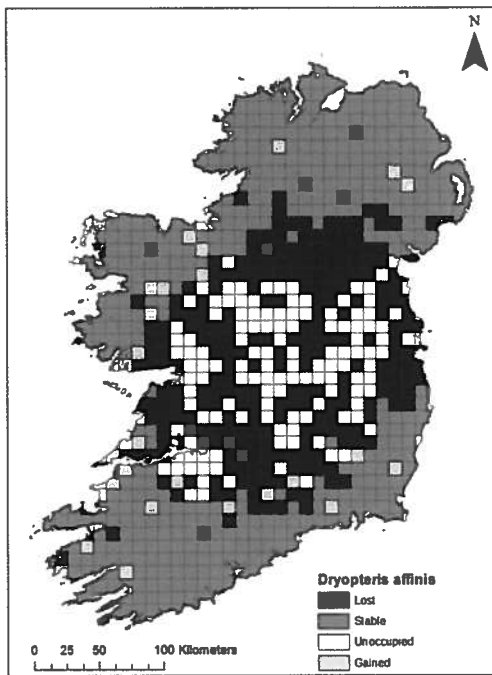 N
Dryopteris affinis
Lost
Stable
Unoccupied
Gained
0 25 50 100 Kilometers